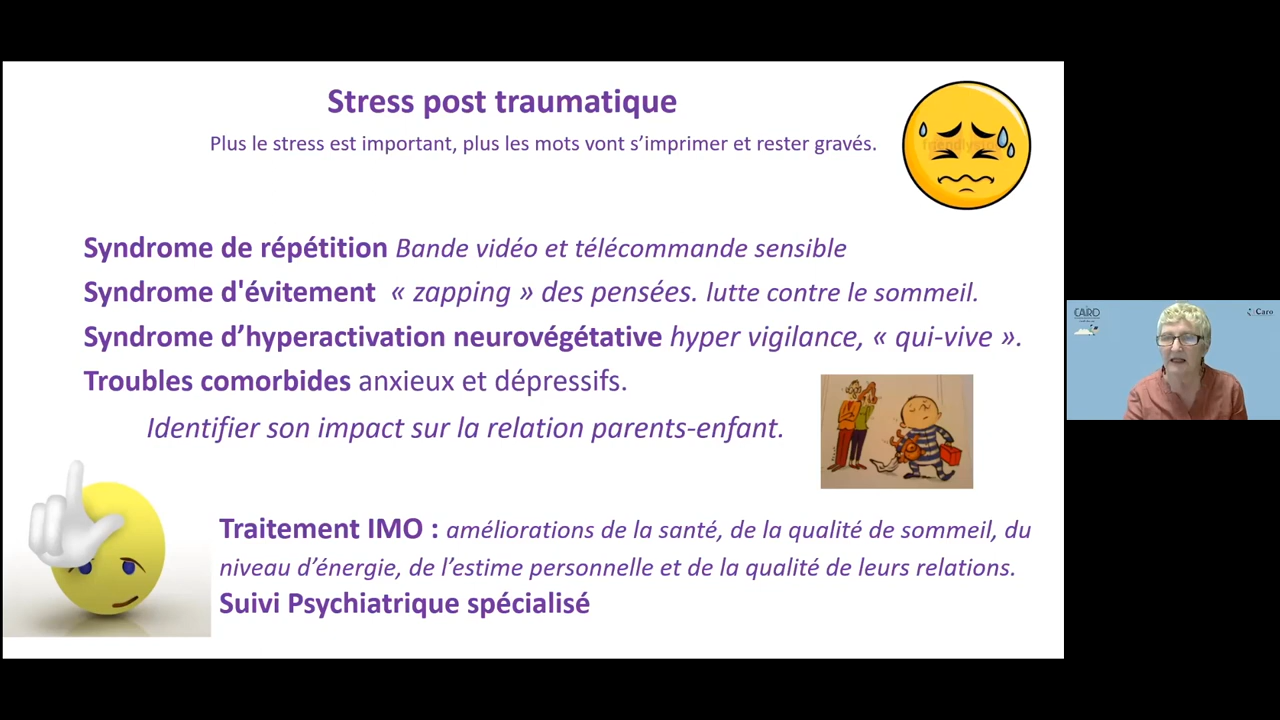 Stress post traumatique
Plus le stress est important, plus les mots vont s’imprimer et rester gravés.
Syndrome de répétition Bande vidéo et télécommande sensible
Syndrome d'évitement « zapping » des pensées. lutte contre le sommeil.
Syndrome d’hyperactivation neurovégétative hyper vigilance, « qui-vive ».
Troubles comorbides anxieux et dépressifs.
Identifier son impact sur la relation parents-enfant.
Traitement IMO : améliorations de la santé, de la qualité de sommeil, du
niveau d’énergie, de l’estime personnelle et de la qualité de leurs relations.
Suivi Psychiatrique spécialisé
CAIRO
Caro